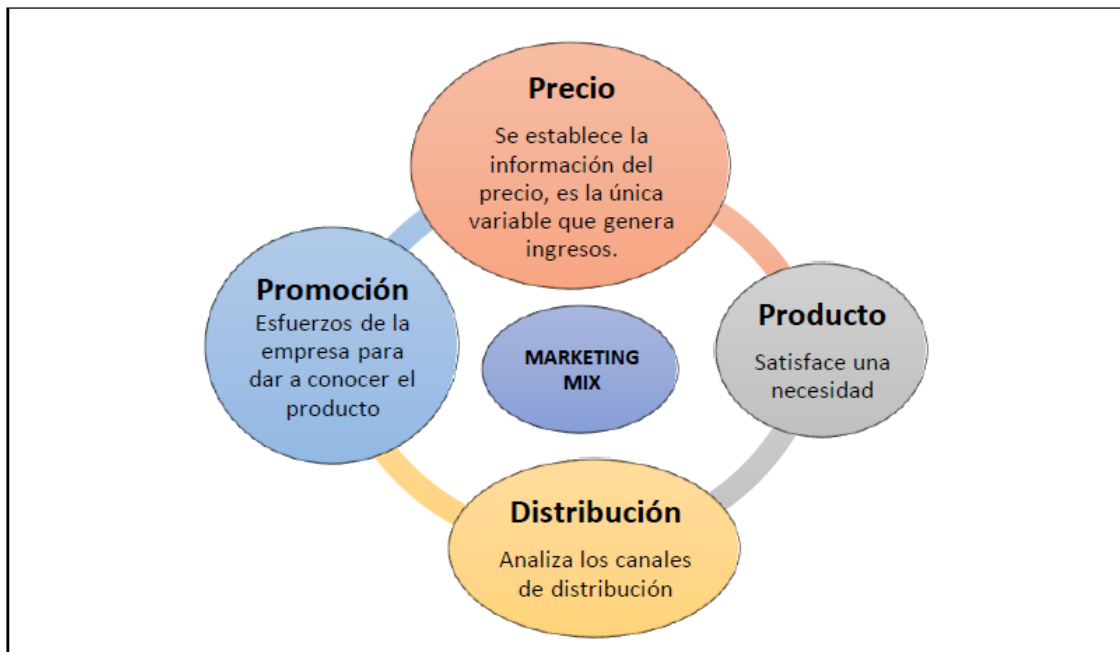 Precio
Se establece la
información del
precio, es la única
variable que genera
ingresos.
Promoción
Esfuerzos de la
empresa para
dar a conocer el
producto
MARKETING
MIX
Producto
Satisface una
necesidad
Distribución
Analiza los canales
de distribución